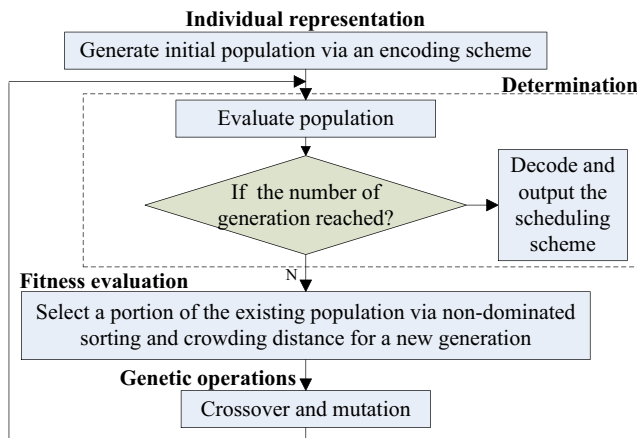 Individual representation
Generate initial population via an encoding scheme
Determination
Evaluate population
If the number of
generation reached?
Decode and
output the
scheduling
scheme
N
Fitness evaluation
Select a portion of the existing population via non-dominated
sorting and crowding distance for a new generation
Genetic operations
Crossover and mutation